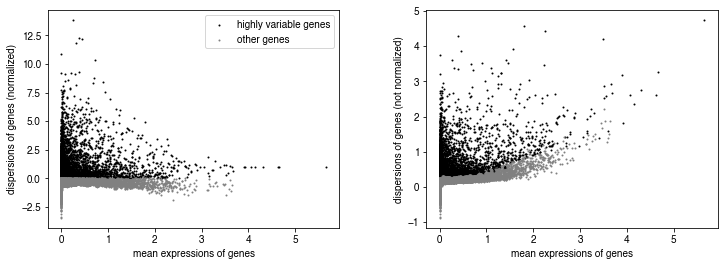 highly variable genes
other genes
dispersions of genes (normalized)
12.5
10.0
7.5
5.0
2.5
0.0
−2.5
0 1 2 3 4 5
mean expressions of genes
dispersions of genes (not normalized)
5
4
3
2
1
0
−1
0 1 2 3 4 5
mean expressions of genes